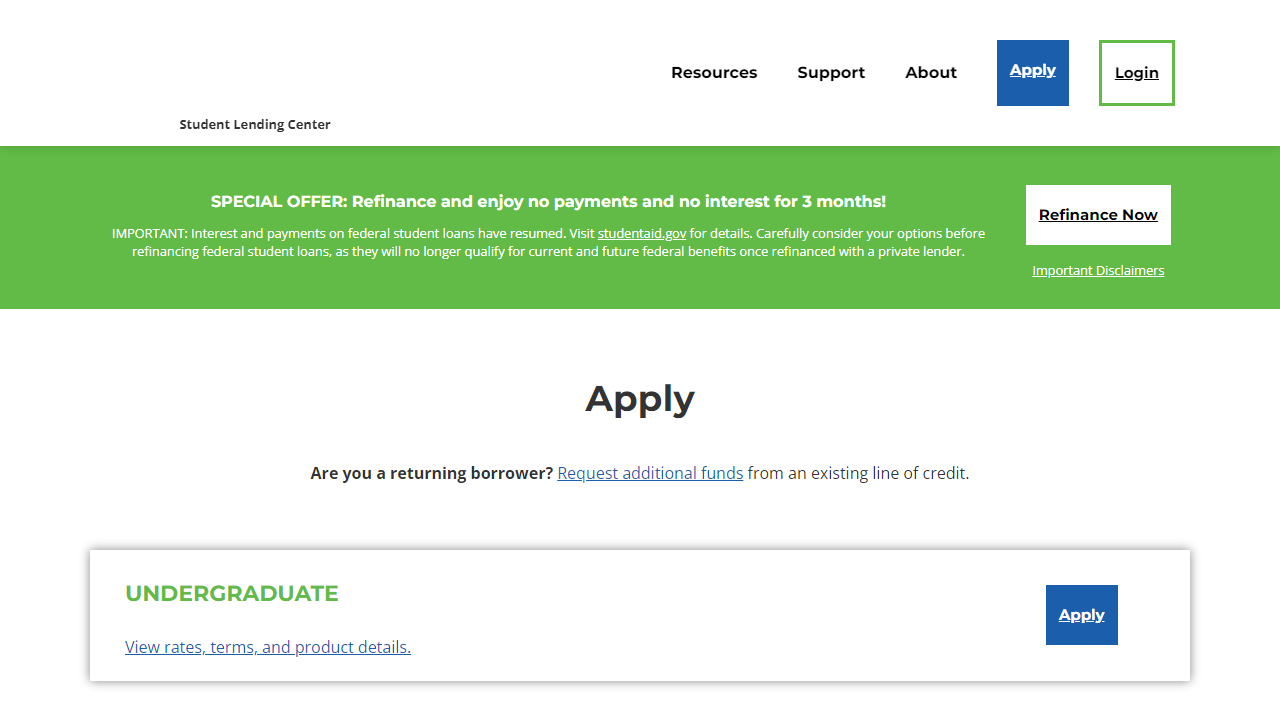 Resources
Support
About
Apply
Login
Student Lending Center
SPECIAL OFFER: Refinance and enjoy no payments and no interest for 3 months!
IMPORTANT: Interest and payments on federal student loans have resumed. Visit studentaid.gov for details. Carefully consider your options before
refinancing federal student loans, as they will no longer qualify for current and future federal benefits once refinanced with a private lender.
Refinance Now
Important Disclaimers
Apply
Are you a returning borrower? Request additional funds from an existing line of credit.
UNDERGRADUATE
View rates, terms, and product details.
Apply